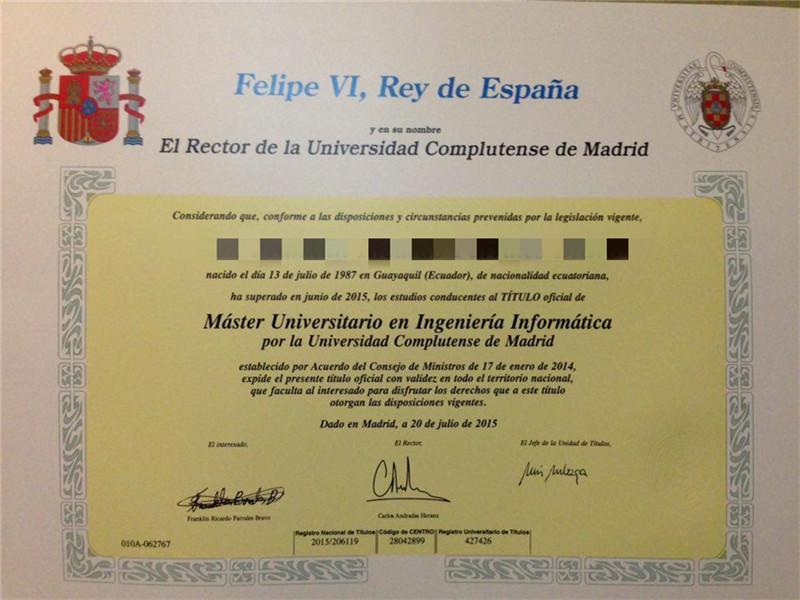 Felipe VI, Rey de España
y en su nombre
El Rector de la Universidad Complutense de Madrid
Considerando que, conforme a las disposiciones y circunstancias prevenidas por la legislación vigente,
nacido el día 13 de julio de 1987 en Guayaquil (Ecuador), de nacionalidad ecuatoriana,
ha superado en junio de 2015, los estudios conducentes al TÍTULO oficial de
Máster Universitario en Ingeniería Informática
por la Universidad Complutense de Madrid
establecido por Acuerdo del Consejo de Ministros de 17 de enero de 2014,
expide el presente título oficial con validez en todo el territorio nacional,
que faculta al interesado para disfrutar los derechos que a este título
otorgan las disposiciones vigentes.
Dado en Madrid, a 20 de julio de 2015
El interesado,
El Rector,
El Jefe de la Unidad de Títulos,
Franklin Ricardo Parrales Bravo
Carlos Andradas Heranz
010A-062767
Registro Nacional de Títulos
2015/206119
Código de CENTRO
28042899
Registro Universitario de Títulos
427426